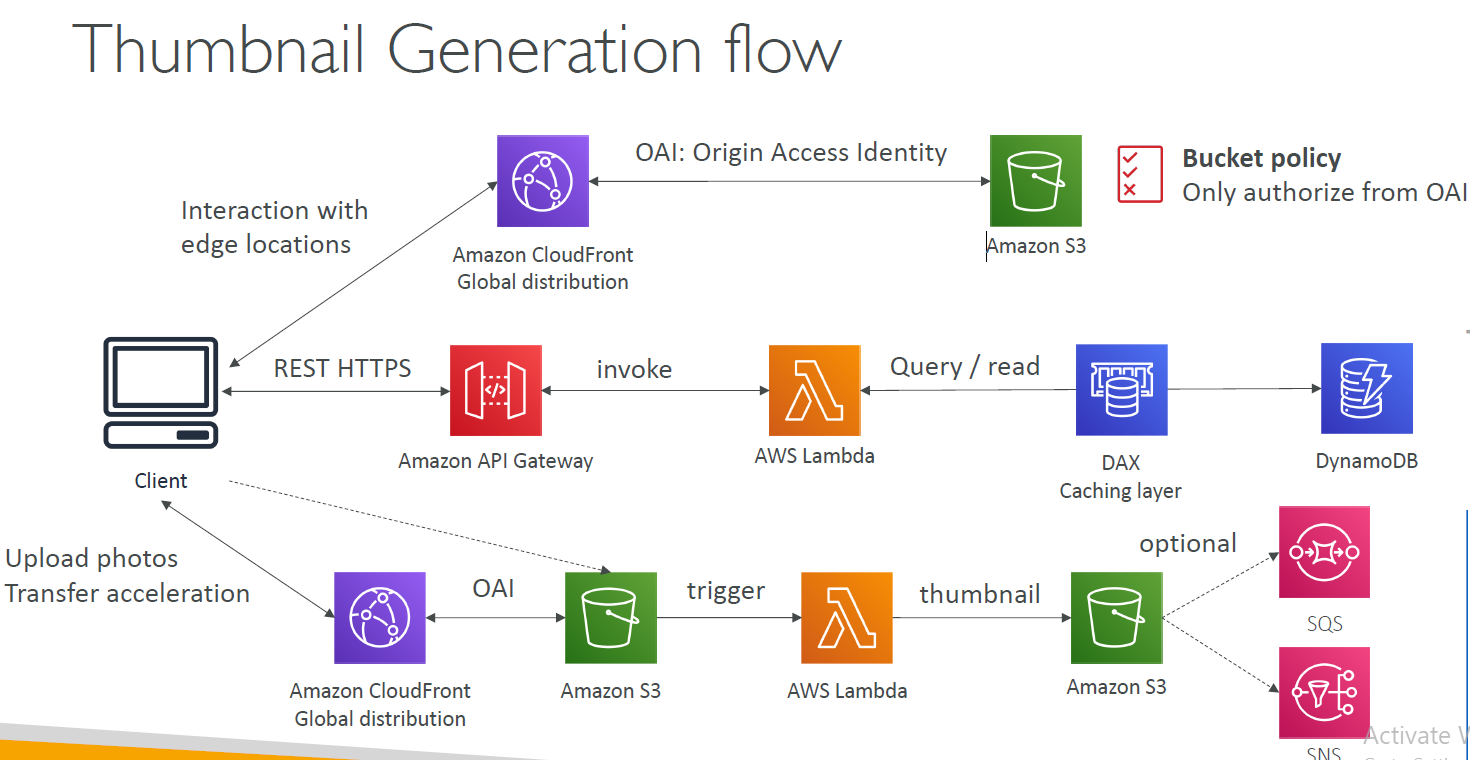 Thumbnail Generation flow
OAI: Origin Access Identity
Bucket policy
Only authorize from OAI
Interaction with
edge locations
Amazon CloudFront
Global distribution
Amazon S3
REST HTTPS
invoke
Query / read
Client
Amazon API Gateway
AWS Lambda
DAX
Caching layer
DynamoDB
Upload photos
Transfer acceleration
OAI
trigger
thumbnail
optional
SQS
Amazon CloudFront
Global distribution
Amazon S3
AWS Lambda
Amazon S3
SNS
Activate